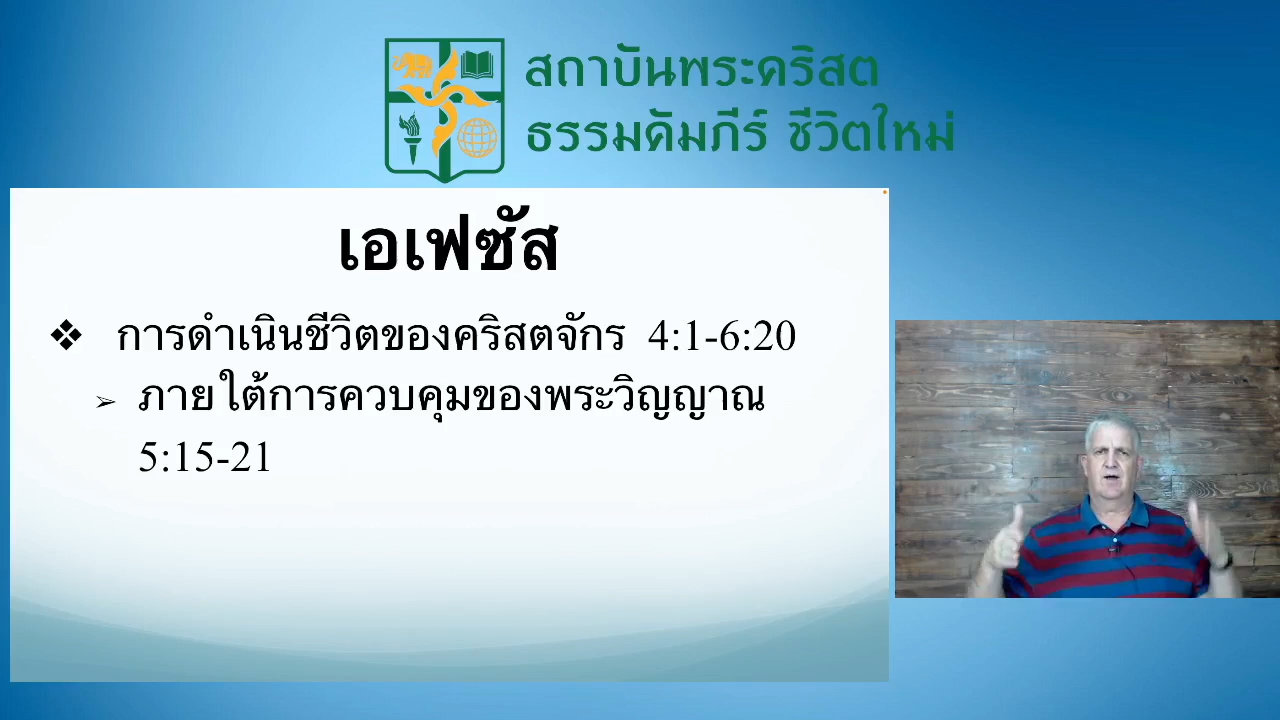 สถาบันพระคริสต
ธรรมคัมภีร์ ชีวิตใหม่
เอเฟซัส
❖ การดำเนินชีวิตของคริสตจักร 4:1-6:20
➢ ภายใต้การควบคุมของพระวิญญาณ
5:15-21